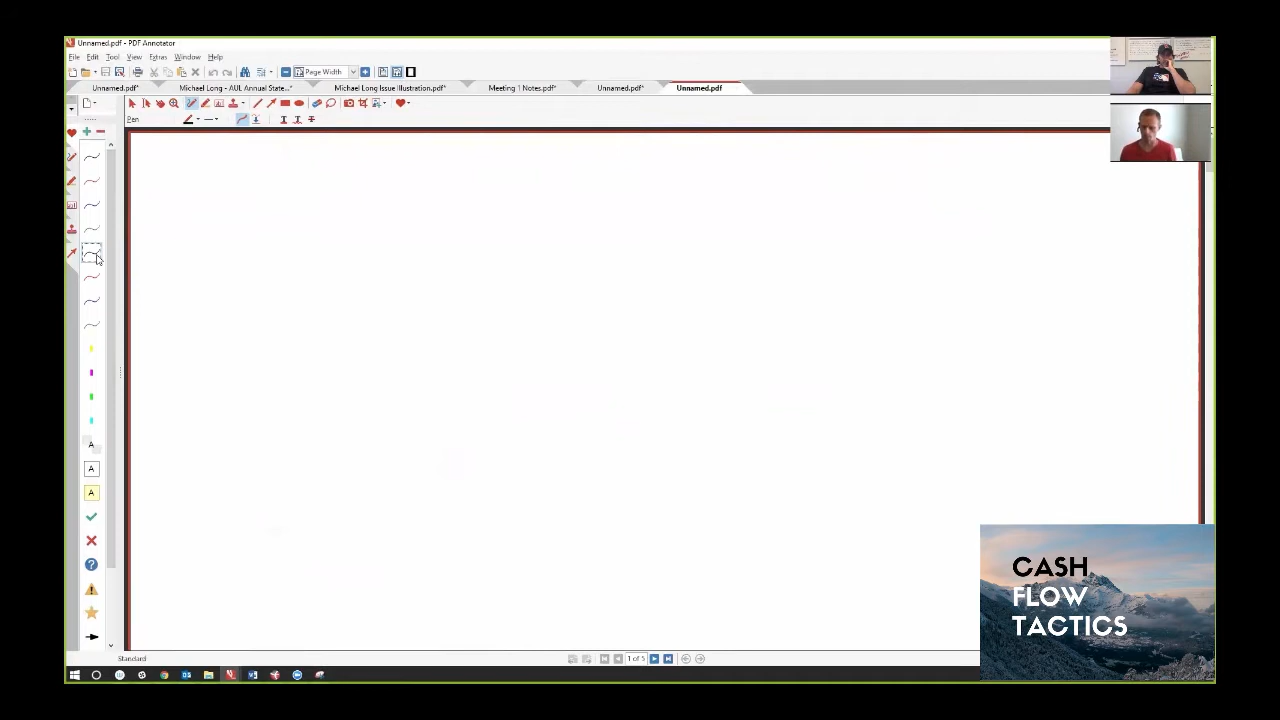 Unnamed.pdf - PDF Annotator
File Edit Tool View Extras Window Help
Page Width
Unnamed.pdf* Michael Long - AUL Annual State...* Michael Long Issue Illustration.pdf* Meeting 1 Notes.pdf* Unnamed.pdf* Unnamed.pdf
Pen
A
A
A
Standard
1 of 5
CASH
FLOW
TACTICS